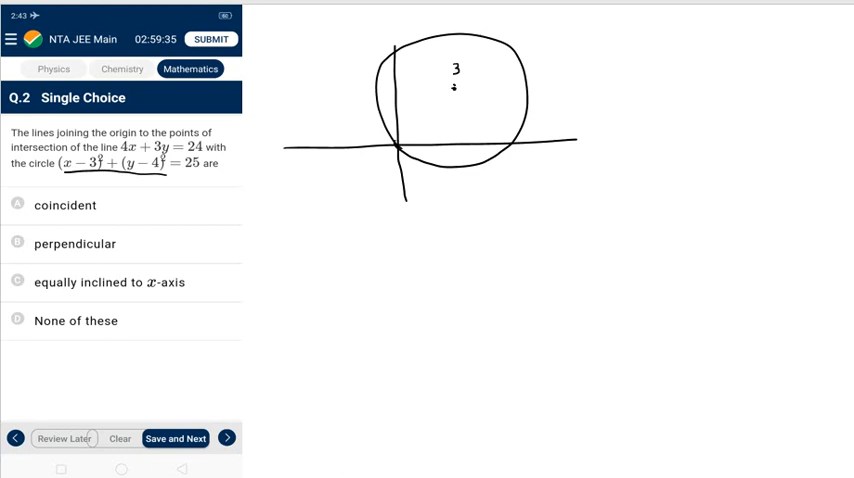 2:43
NTA JEE Main 02:59:35 SUBMIT
Physics Chemistry Mathematics
Q.2 Single Choice
The lines joining the origin to the points of
intersection of the line 4x + 3y = 24 with
the circle (x − 3)² + (y − 4)² = 25 are
A coincident
B perpendicular
C equally inclined to x-axis
D None of these
Review Later Clear Save and Next
3